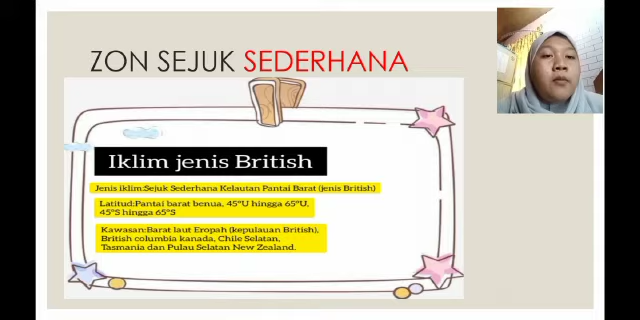 ZON SEJUK SEDERHANA
Iklim jenis British
Jenis iklim:Sejuk Sederhana Kelautan Pantai Barat (jenis British)
Latitud:Pantai barat benua, 45°U hingga 65°U,
45°S hingga 65°S
Kawasan:Barat laut Eropah (kepulauan British),
British columbia kanada, Chile Selatan,
Tasmania dan Pulau Selatan New Zealand.